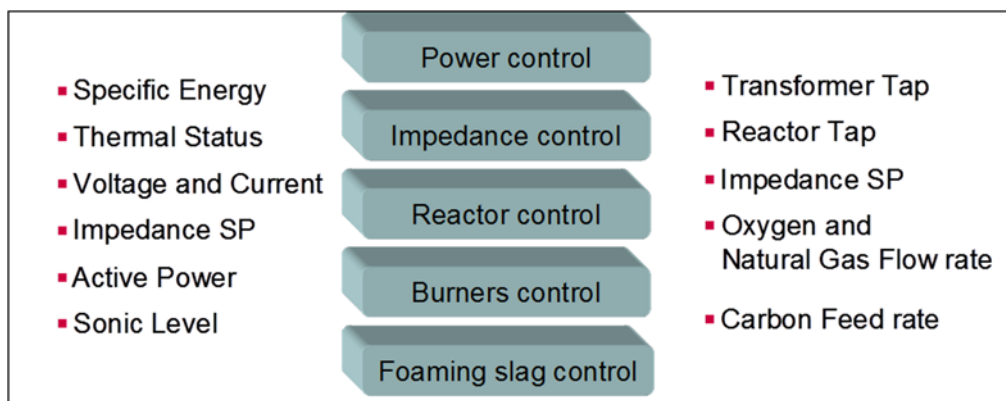 Power control
Impedance control
Reactor control
Burners control
Foaming slag control
▪ Specific Energy
▪ Thermal Status
▪ Voltage and Current
▪ Impedance SP
▪ Active Power
▪ Sonic Level
▪ Transformer Tap
▪ Reactor Tap
▪ Impedance SP
▪ Oxygen and
Natural Gas Flow rate
▪ Carbon Feed rate